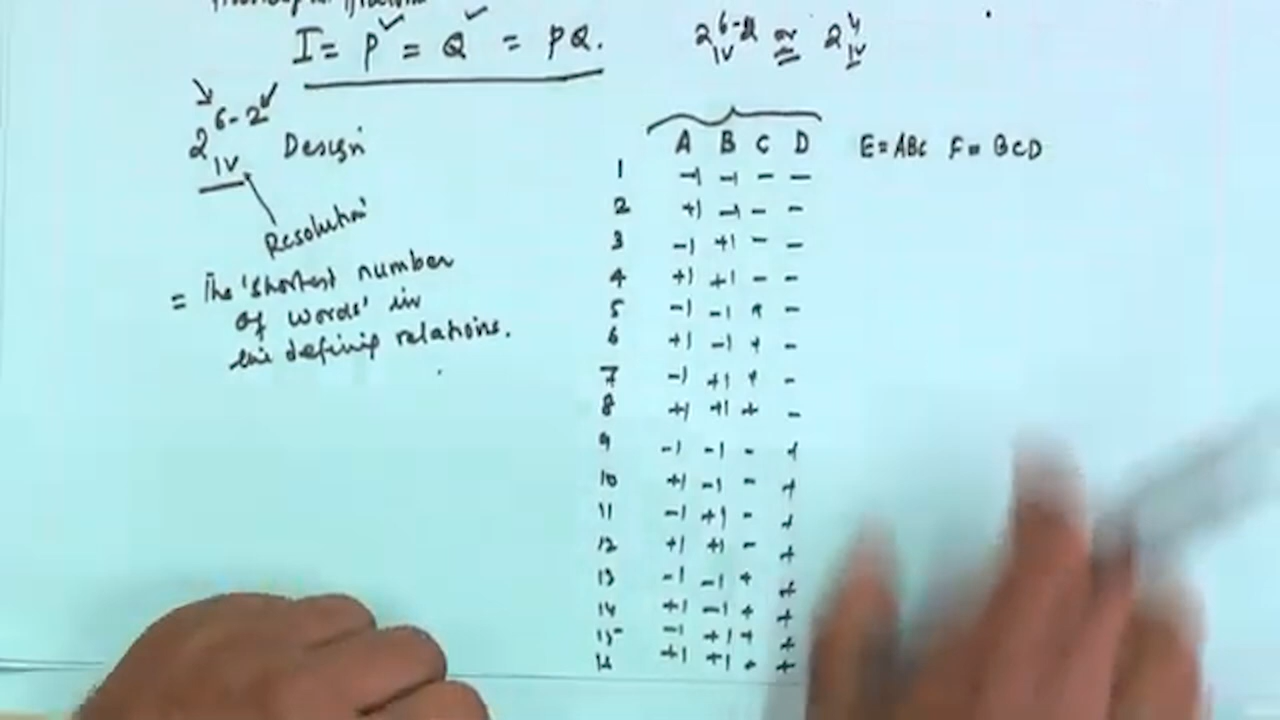 I = P = Q = PQ.
2^{6-2}_{IV} or 2^{4}_{IV}
2^{6-2}_{IV} Design
Resolution
= The 'shortest number
of words' in
the defining relations.
A B C D E=ABC F=BCD
1 -1 -1 - -
2 +1 -1 - -
3 -1 +1 - -
4 +1 +1 - -
5 -1 -1 + -
6 +1 -1 + -
7 -1 +1 + -
8 +1 +1 + -
9 -1 -1 - +
10 +1 -1 - +
11 -1 +1 - +
12 +1 +1 - +
13 -1 -1 + +
14 +1 -1 + +
15 -1 +1 + +
16 +1 +1 + +